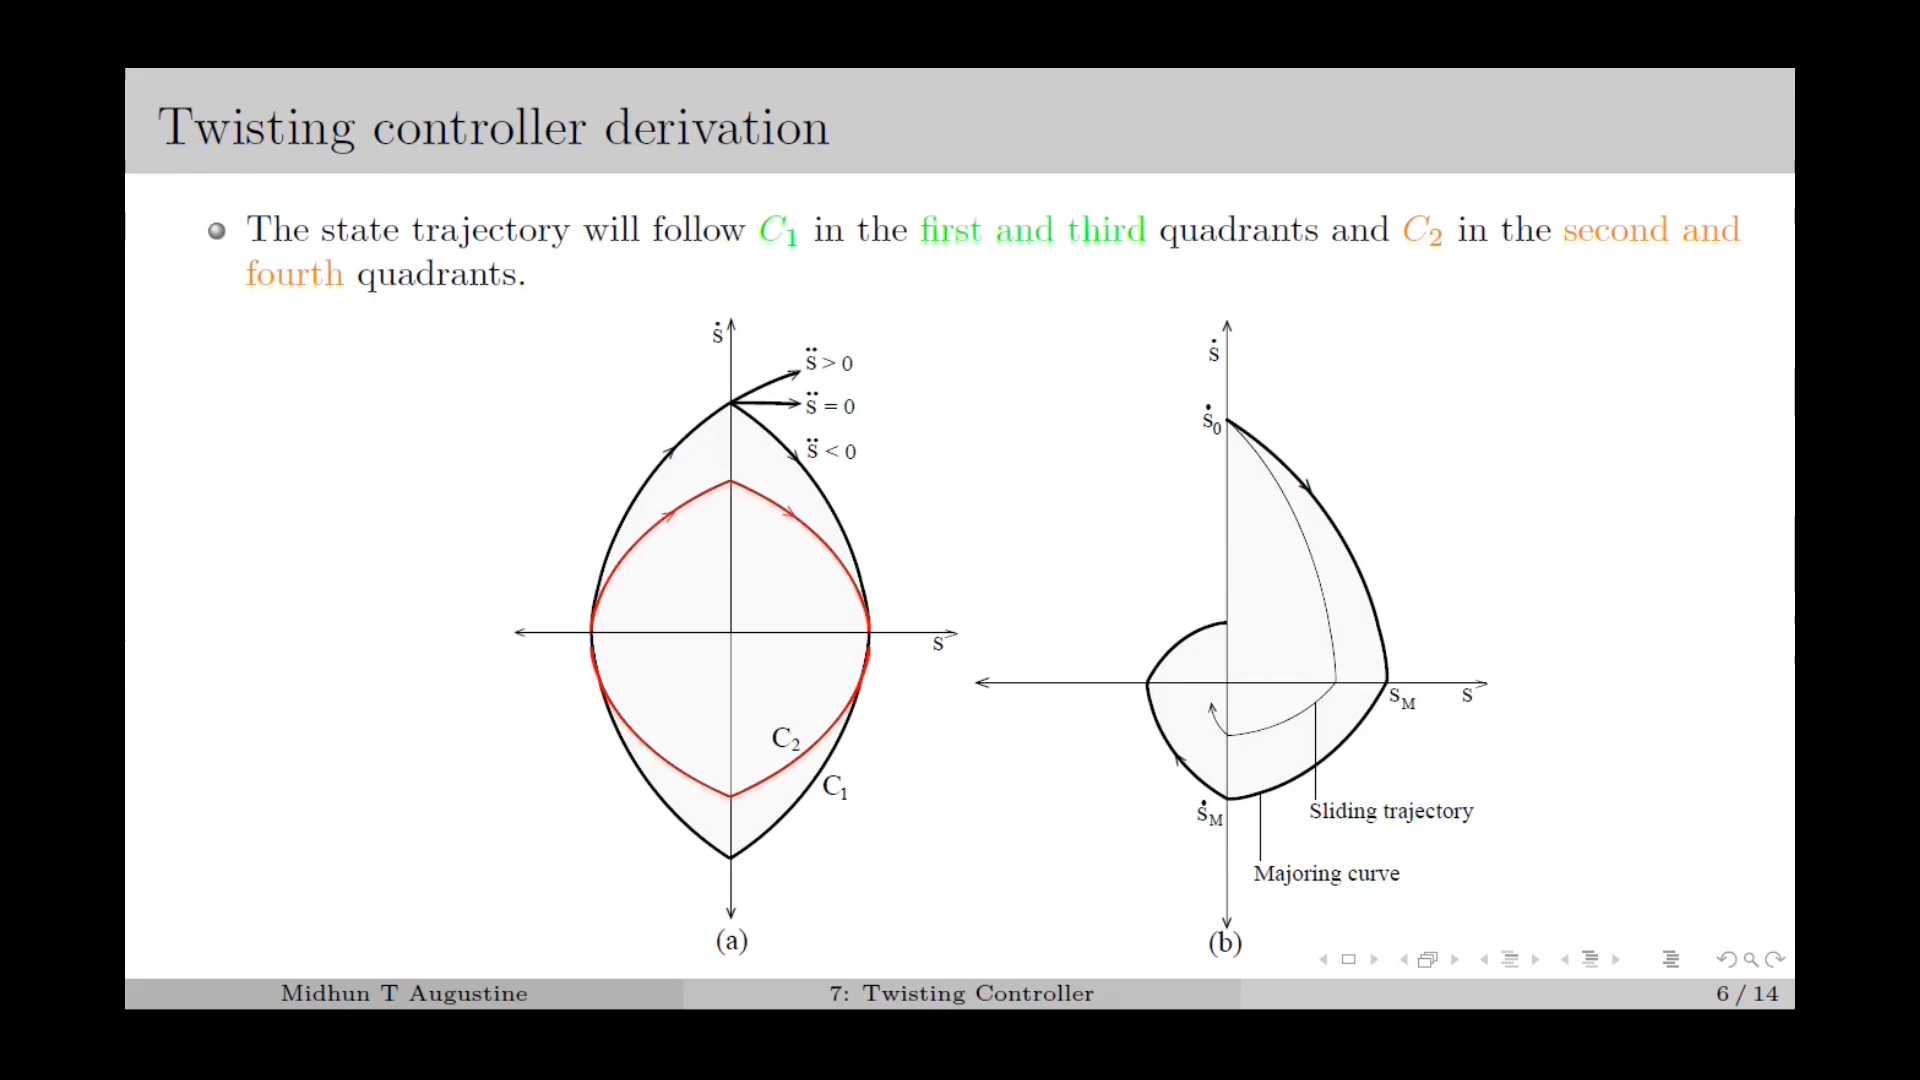 Twisting controller derivation
The state trajectory will follow C₁ in the first and third quadrants and C₂ in the second and
fourth quadrants.
ṡ
s̈ > 0
s̈ = 0
s̈ < 0
s
C₂
C₁
(a)
ṡ
ṡ₀
s_M
s
ṡ_M
Sliding trajectory
Majoring curve
(b)
Midhun T Augustine
7: Twisting Controller
6 / 14